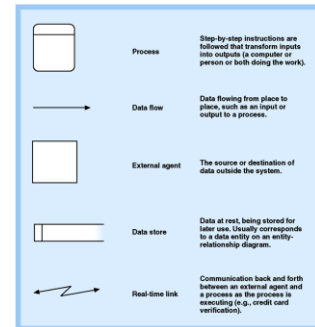 Process
Step-by-step instructions are
followed that transform inputs
into outputs (a computer or
person or both doing the work).
Data flow
Data flowing from place to
place, such as an input or
output to a process.
External agent
The source or destination of
data outside the system.
Data store
Data at rest, being stored for
later use. Usually corresponds
to a data entity on an entity-
relationship diagram.
Real-time link
Communication back and forth
between an external agent and
a process as the process is
executing (e.g., credit card
verification).